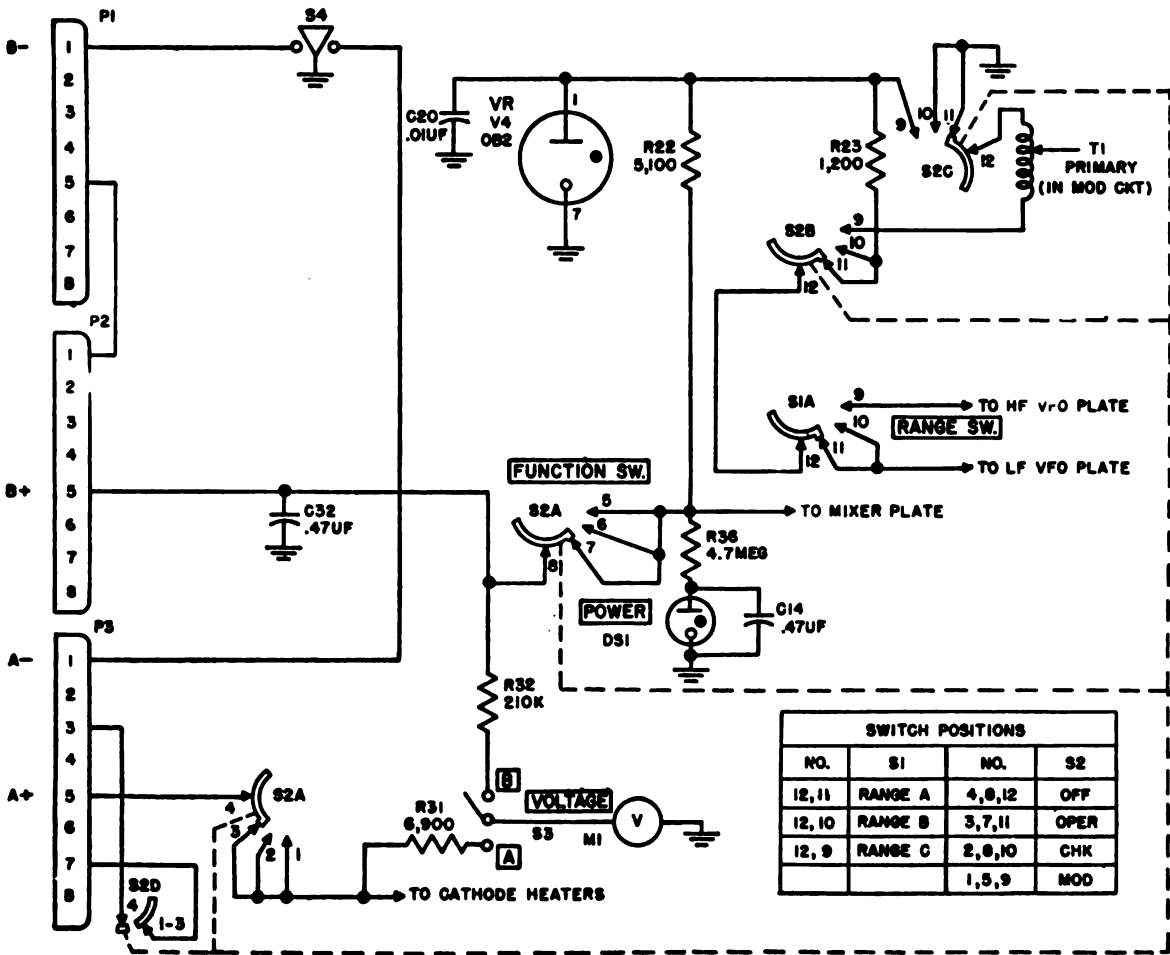 P1
S4
B-
1
2
3
4
5
6
7
8
C20
.01UF
VR
V4
0B2
1
7
R22
5,100
R23
1,200
9
10
11
12
S2C
T1
PRIMARY
(IN MOD CKT)
S2B
9
10
11
12
P2
1
2
3
4
5
6
7
8
B+
C32
.47UF
S1A
9
10
11
12
TO HF VFO PLATE
RANGE SW.
TO LF VFO PLATE
FUNCTION SW.
S2A
5
6
7
8
TO MIXER PLATE
R36
4.7MEG
POWER
DS1
C14
.47UF
P3
A-
1
2
3
4
5
6
7
8
A+
R32
210K
S2A
4
3
2
1
B
VOLTAGE
S3
M1
V
R31
6,900
A
TO CATHODE HEATERS
S2D
4
1-3
SWITCH POSITIONS
NO. S1 NO. S2
12,11 RANGE A 4,8,12 OFF
12,10 RANGE B 3,7,11 OPER
12,9 RANGE C 2,6,10 CHK
1,5,9 MOD